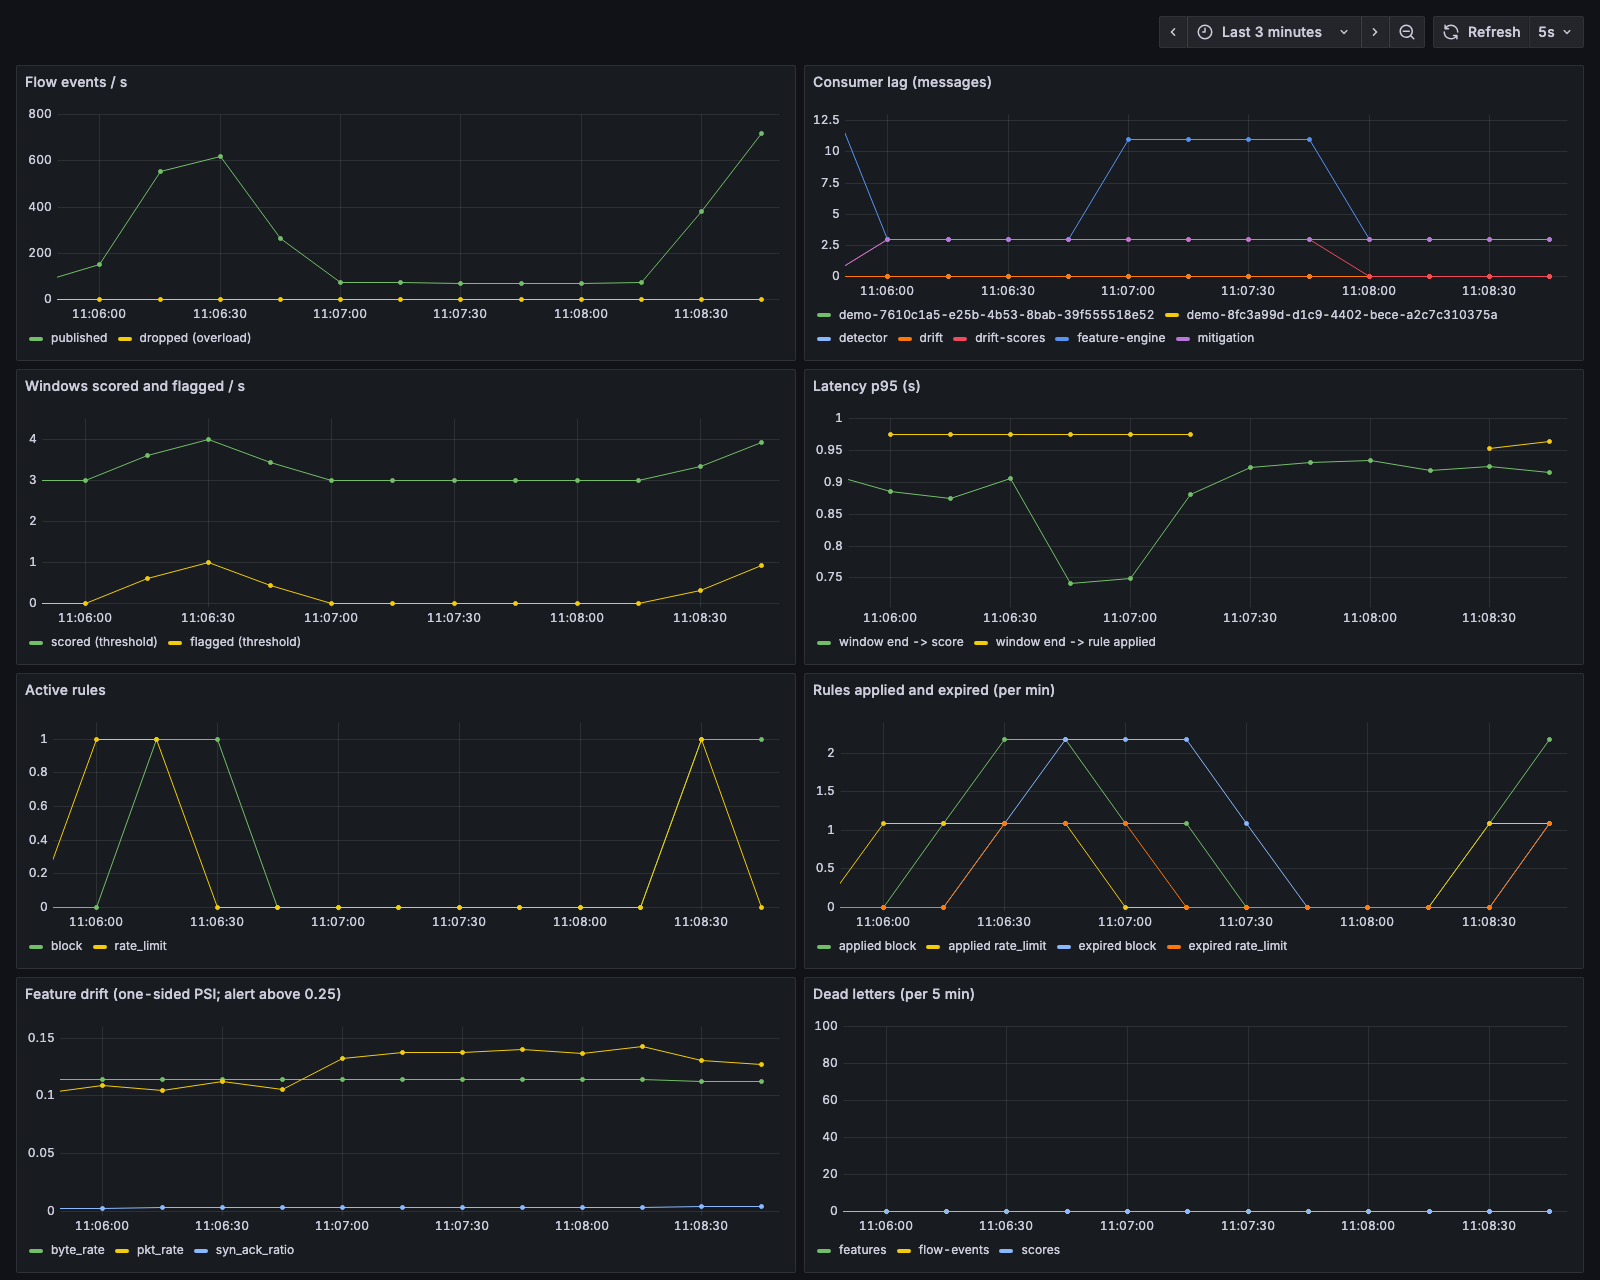 Last 3 minutes
Refresh
5s
Flow events / s
800
600
400
200
0
11:06:00 11:06:30 11:07:00 11:07:30 11:08:00 11:08:30
published dropped (overload)
Consumer lag (messages)
12.5
10
7.5
5
2.5
0
11:06:00 11:06:30 11:07:00 11:07:30 11:08:00 11:08:30
demo-7610c1a5-e25b-4b53-8bab-39f555518e52 demo-8fc3a99d-d1c9-4402-bece-a2c7c310375a
detector drift drift-scores feature-engine mitigation
Windows scored and flagged / s
4
3
2
1
0
11:06:00 11:06:30 11:07:00 11:07:30 11:08:00 11:08:30
scored (threshold) flagged (threshold)
Latency p95 (s)
1
0.95
0.9
0.85
0.8
0.75
11:06:00 11:06:30 11:07:00 11:07:30 11:08:00 11:08:30
window end -> score window end -> rule applied
Active rules
1
0.8
0.6
0.4
0.2
0
11:06:00 11:06:30 11:07:00 11:07:30 11:08:00 11:08:30
block rate_limit
Rules applied and expired (per min)
2
1.5
1
0.5
0
11:06:00 11:06:30 11:07:00 11:07:30 11:08:00 11:08:30
applied block applied rate_limit expired block expired rate_limit
Feature drift (one-sided PSI; alert above 0.25)
0.15
0.1
0.05
0
11:06:00 11:06:30 11:07:00 11:07:30 11:08:00 11:08:30
byte_rate pkt_rate syn_ack_ratio
Dead letters (per 5 min)
100
80
60
40
20
0
11:06:00 11:06:30 11:07:00 11:07:30 11:08:00 11:08:30
features flow-events scores